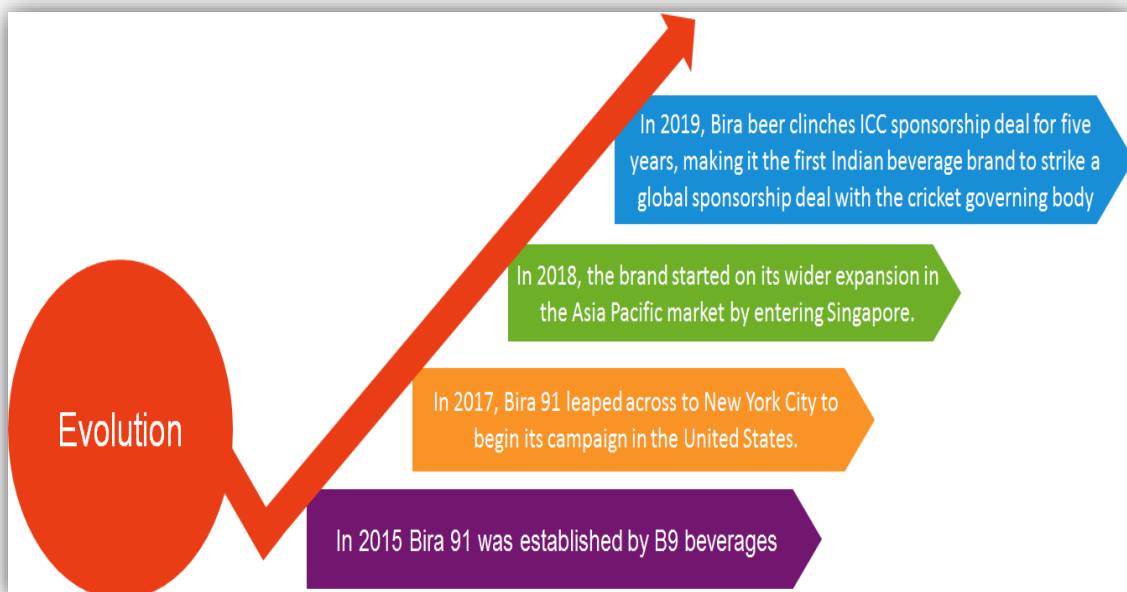 In 2019, Bira beer clinches ICC sponsorship deal for five
years, making it the first Indian beverage brand to strike a
global sponsorship deal with the cricket governing body
In 2018, the brand started on its wider expansion in
the Asia Pacific market by entering Singapore.
In 2017, Bira 91 leaped across to New York City to
begin its campaign in the United States.
Evolution
In 2015 Bira 91 was established by B9 beverages